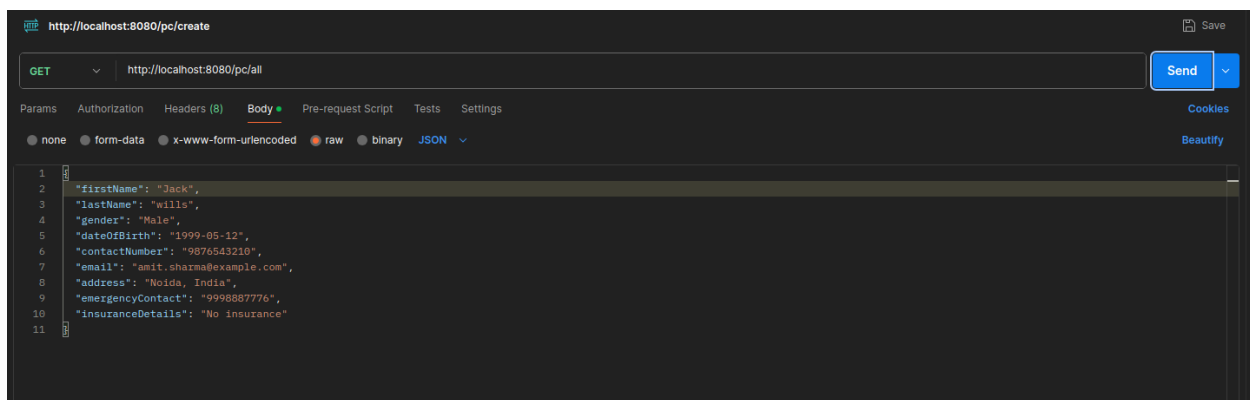 HTTP http://localhost:8080/pc/create Save
GET http://localhost:8080/pc/all Send
Params Authorization Headers (8) Body Pre-request Script Tests Settings Cookies
none form-data x-www-form-urlencoded raw binary JSON Beautify
1 {
2 "firstName": "Jack",
3 "lastName": "wills",
4 "gender": "Male",
5 "dateOfBirth": "1999-05-12",
6 "contactNumber": "9876543210",
7 "email": "amit.sharma@example.com",
8 "address": "Noida, India",
9 "emergencyContact": "9998887776",
10 "insuranceDetails": "No insurance"
11 }